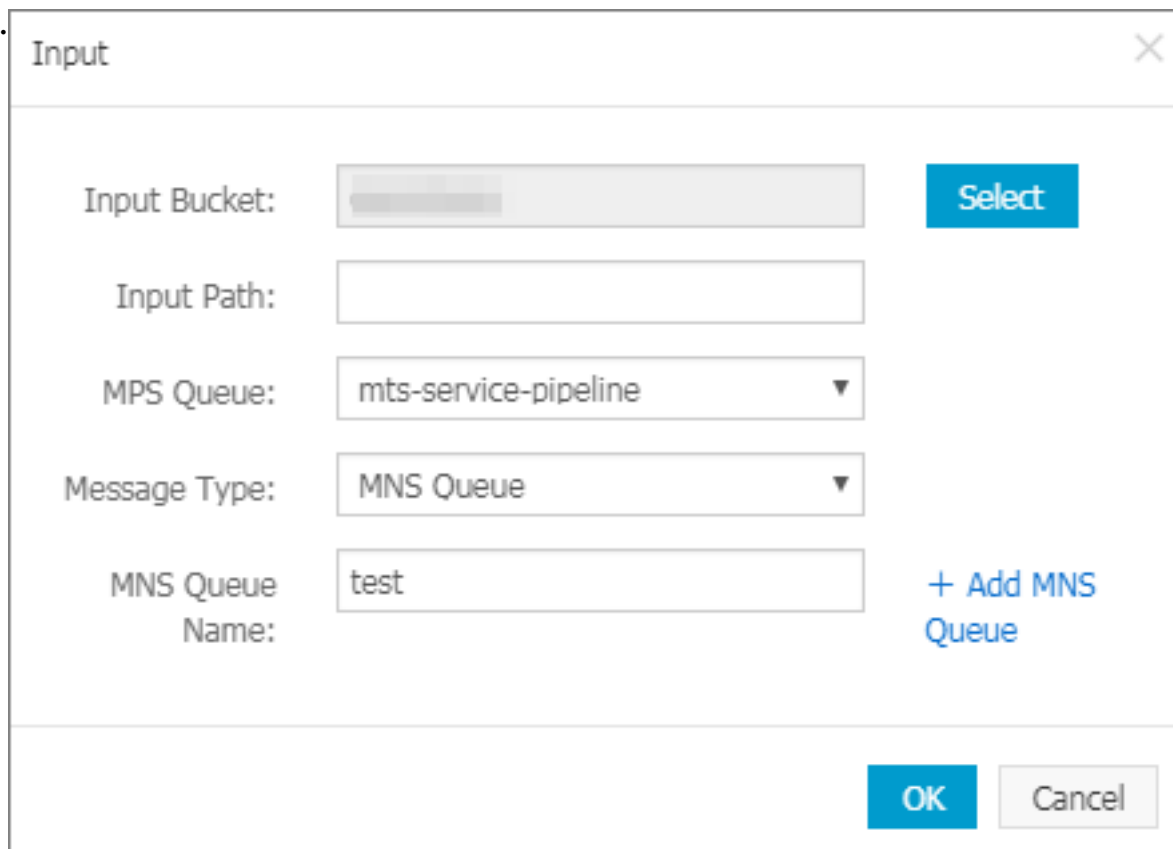 Input
Input Bucket:
Select
Input Path:
MPS Queue:
mts-service-pipeline
Message Type:
MNS Queue
MNS Queue
Name:
test
+ Add MNS
Queue
OK
Cancel